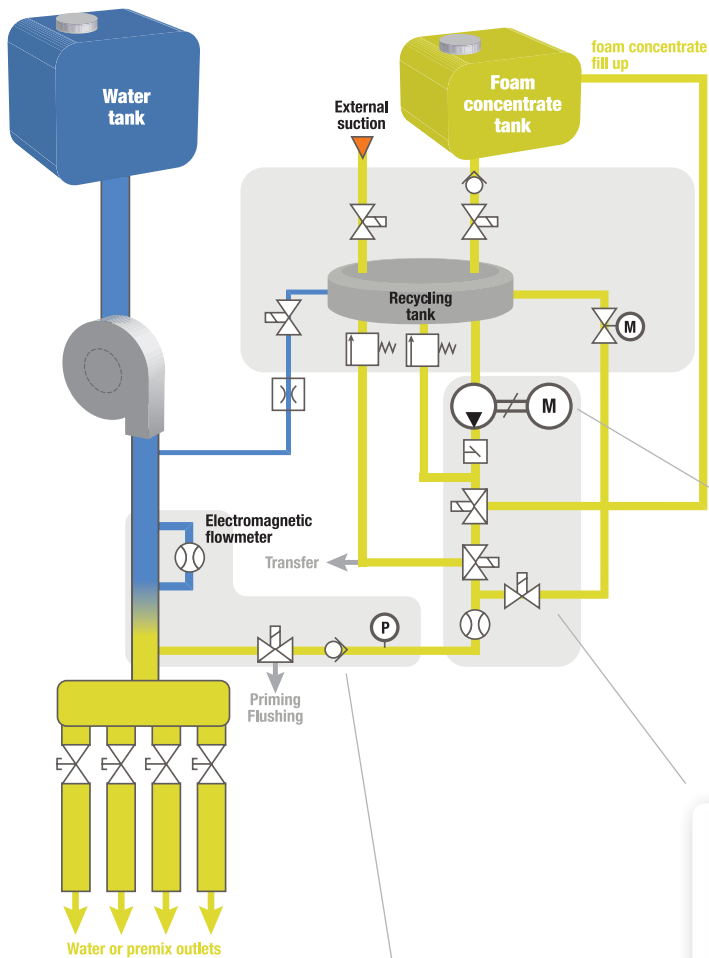 foam concentrate
fill up
Water
tank
Foam
concentrate
tank
External
suction
Recycling
tank
M
M
Electromagnetic
flowmeter
Transfer
P
Priming
Flushing
Water or premix outlets